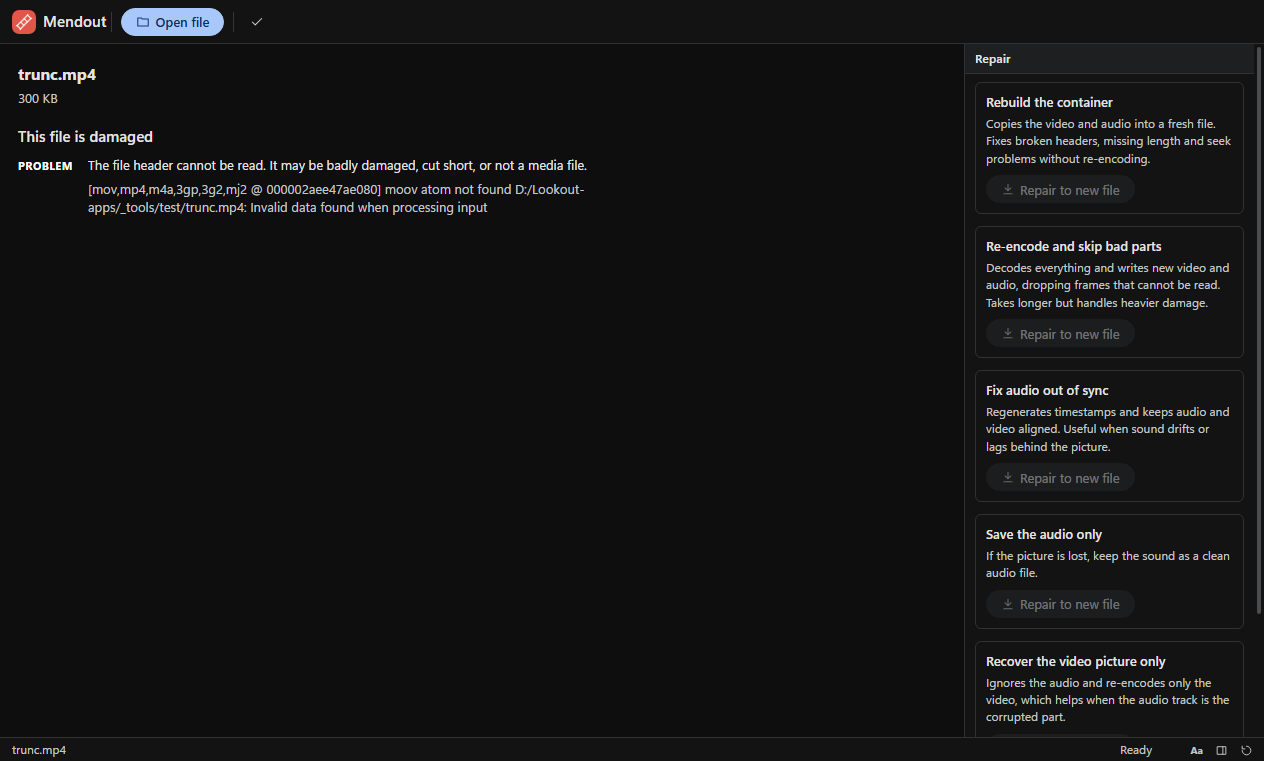 Mendout
Open file
trunc.mp4
300 KB
This file is damaged
PROBLEM The file header cannot be read. It may be badly damaged, cut short, or not a media file.
[mov,mp4,m4a,3gp,3g2,mj2 @ 000002aee47ae080] moov atom not found D:/Lookout-
apps/_tools/test/trunc.mp4: Invalid data found when processing input
Repair
Rebuild the container
Copies the video and audio into a fresh file.
Fixes broken headers, missing length and seek
problems without re-encoding.
Repair to new file
Re-encode and skip bad parts
Decodes everything and writes new video and
audio, dropping frames that cannot be read.
Takes longer but handles heavier damage.
Repair to new file
Fix audio out of sync
Regenerates timestamps and keeps audio and
video aligned. Useful when sound drifts or
lags behind the picture.
Repair to new file
Save the audio only
If the picture is lost, keep the sound as a clean
audio file.
Repair to new file
Recover the video picture only
Ignores the audio and re-encodes only the
video, which helps when the audio track is the
corrupted part.
trunc.mp4
Ready
Aa